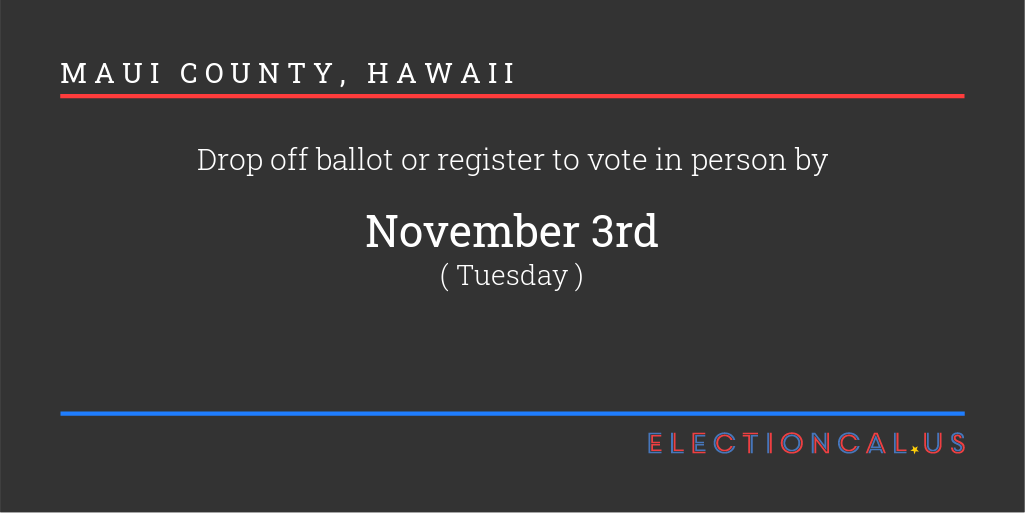 MAUI COUNTY, HAWAII
Drop off ballot or register to vote in person by
November 3rd
( Tuesday )
ELECTIONCAL.US